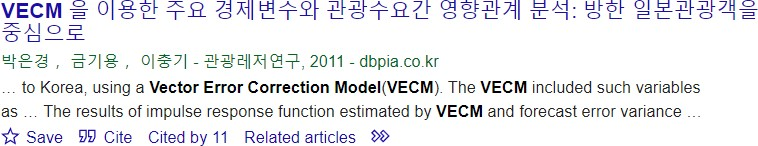 VECM 을 이용한 주요 경제변수와 관광수요간 영향관계 분석: 방한 일본관광객을
중심으로
박은경, 금기용, 이충기 - 관광레저연구, 2011 - dbpia.co.kr
… to Korea, using a Vector Error Correction Model(VECM). The VECM included such variables
as … The results of impulse response function estimated by VECM and forecast error variance …
Save Cite Cited by 11 Related articles